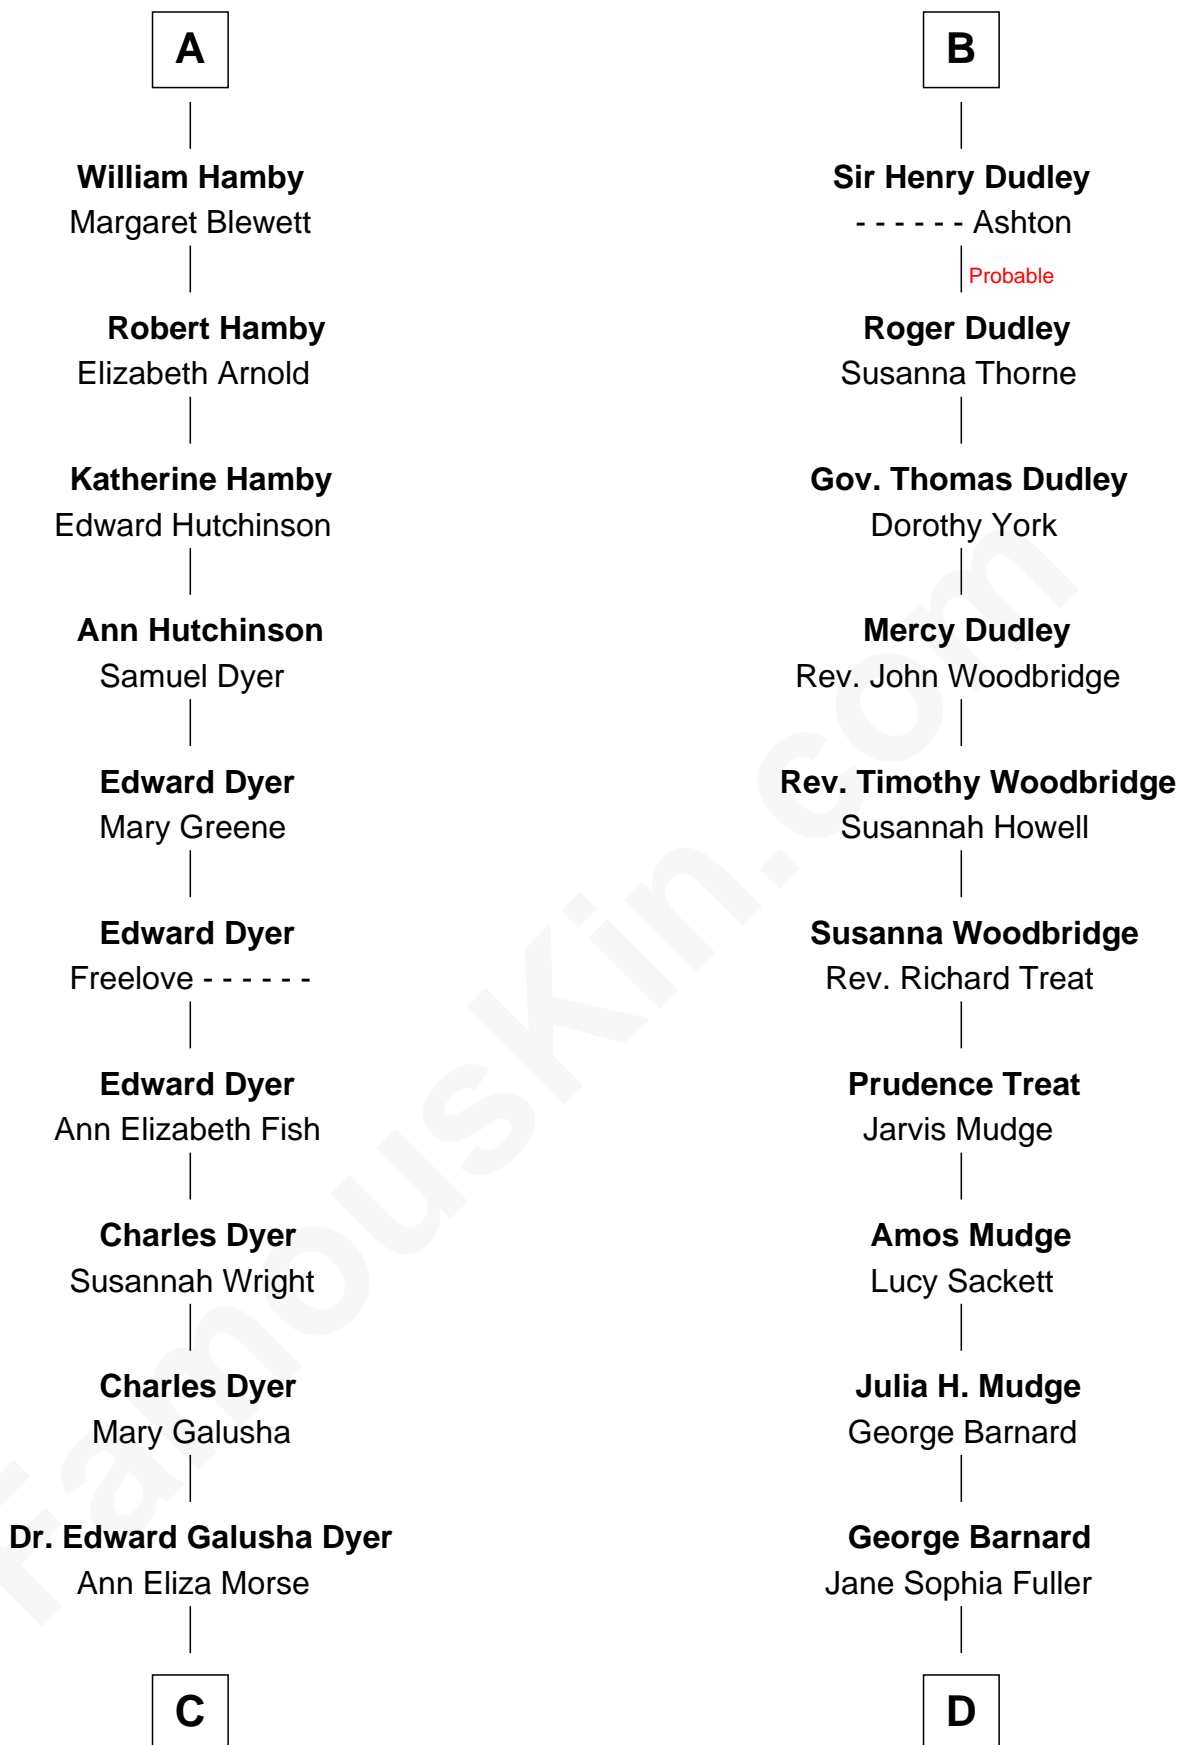 A
William Hamby
Margaret Blewett
Robert Hamby
Elizabeth Arnold
Katherine Hamby
Edward Hutchinson
Ann Hutchinson
Samuel Dyer
Edward Dyer
Mary Greene
Edward Dyer
Freelove - - - - - -
Edward Dyer
Ann Elizabeth Fish
Charles Dyer
Susannah Wright
Charles Dyer
Mary Galusha
Dr. Edward Galusha Dyer
Ann Eliza Morse
C
B
Sir Henry Dudley
- - - - - - Ashton
Probable
Roger Dudley
Susanna Thorne
Gov. Thomas Dudley
Dorothy York
Mercy Dudley
Rev. John Woodbridge
Rev. Timothy Woodbridge
Susannah Howell
Susanna Woodbridge
Rev. Richard Treat
Prudence Treat
Jarvis Mudge
Amos Mudge
Lucy Sackett
Julia H. Mudge
George Barnard
George Barnard
Jane Sophia Fuller
D
FamousKin.com